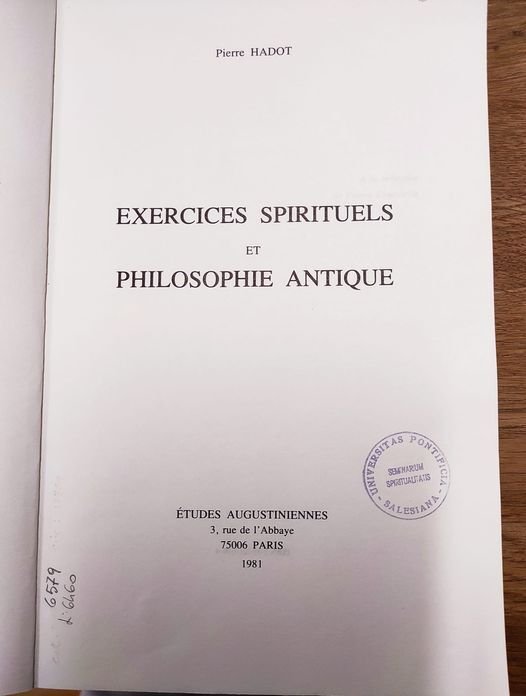 Pierre HADOT
EXERCICES SPIRITUELS
ET
PHILOSOPHIE ANTIQUE
UNIVERSITAS PONTIFICIA
SEMINARIUM
SPIRITUALITATIS
- SALESIANA -
ÉTUDES AUGUSTINIENNES
3, rue de l'Abbaye
75006 PARIS
1981
6579